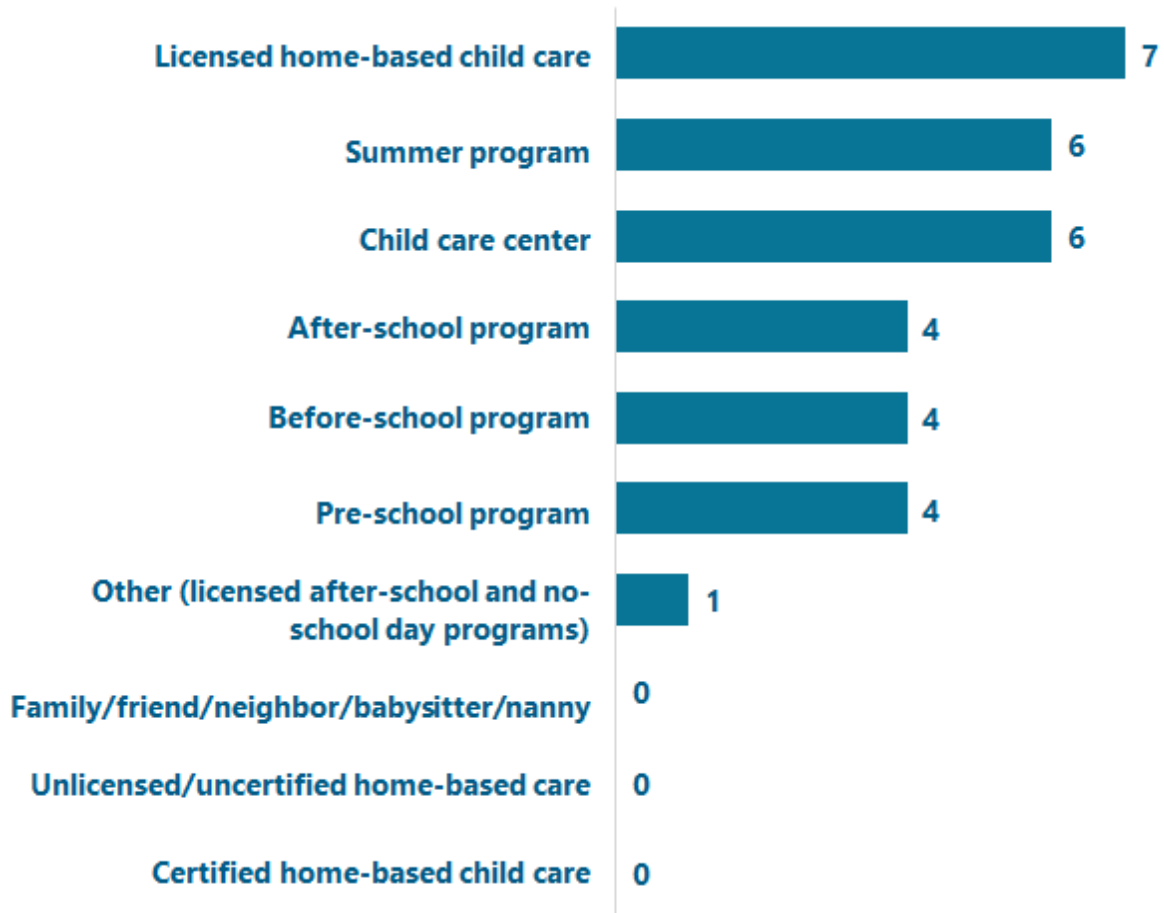 Licensed home-based child care 7
Summer program 6
Child care center 6
After-school program 4
Before-school program 4
Pre-school program 4
Other (licensed after-school and no-
school day programs) 1
Family/friend/neighbor/babysitter/nanny 0
Unlicensed/uncertified home-based care 0
Certified home-based child care 0